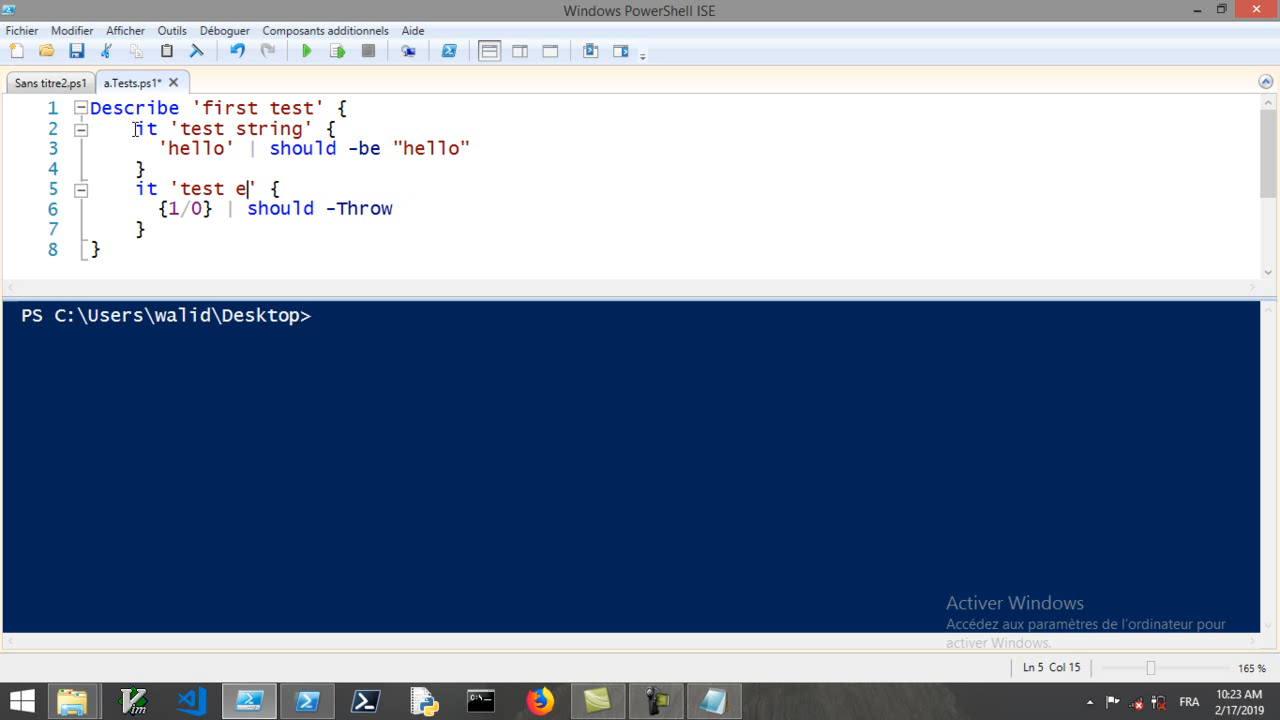 Windows PowerShell ISE
Fichier Modifier Afficher Outils Déboguer Composants additionnels Aide
Sans titre2.ps1 a.Tests.ps1*
1 Describe 'first test' {
2 it 'test string' {
3 'hello' | should -be "hello"
4 }
5 it 'test e' {
6 {1/0} | should -Throw
7 }
8 }
PS C:\Users\walid\Desktop>
Activer Windows
Accédez aux paramètres de l'ordinateur pour
activer Windows.
Ln 5 Col 15 165 %
FRA 10:23 AM
2/17/2019